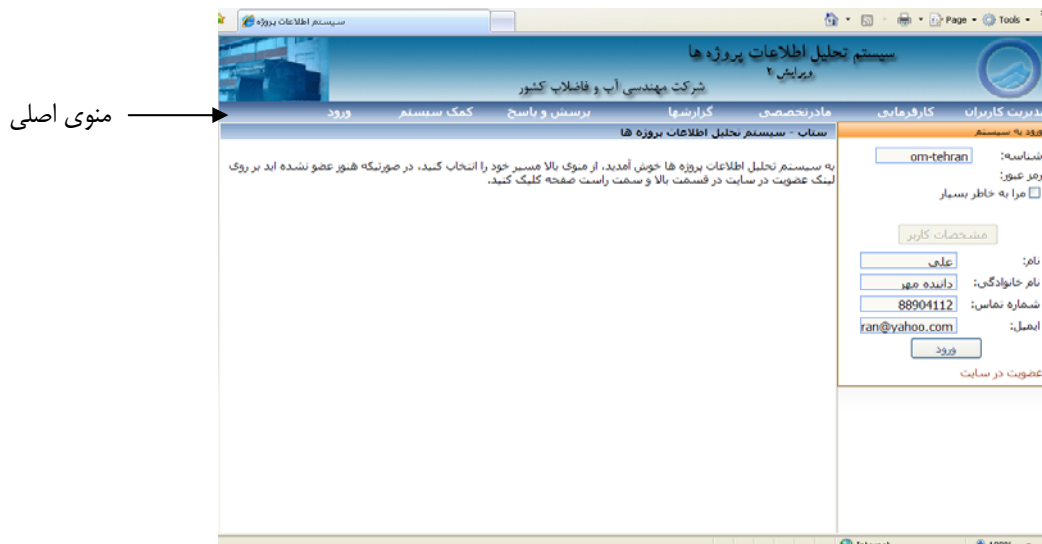 سیستم اطلاعات پروژه
Page Tools
سیستم تحلیل اطلاعات پروژه ها
ویرایش ۲
شرکت مهندسی آب و فاضلاب کشور
منوی اصلی
مدیریت کاربران کارفرمایی مادرتخصصی گزارشها پرسش و پاسخ کمک سیستم ورود
ورود به سیستم
ستاب - سیستم تحلیل اطلاعات پروژه ها
به سیستم تحلیل اطلاعات پروژه ها خوش آمدید، از منوی بالا مسیر خود را انتخاب کنید، در صورتیکه هنوز عضو نشده اید بر روی
لینک عضویت در سایت در قسمت بالا و سمت راست صفحه کلیک کنید.
شناسه: om-tehran
رمز عبور:
مرا به خاطر بسپار
مشخصات کاربر
نام: علی
نام خانوادگی: داننده مهر
شماره تماس: 88904112
ایمیل: ran@yahoo.com
ورود
عضویت در سایت
Internet 100%